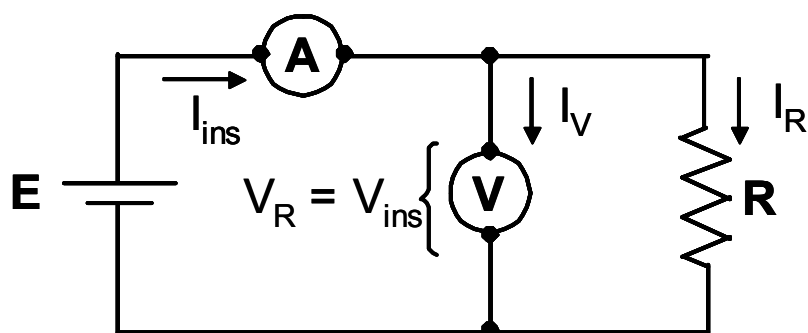 A
I_ins
I_V
I_R
E
V_R = V_ins
V
R